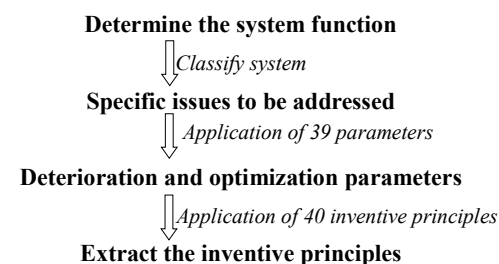 Determine the system function
Classify system
Specific issues to be addressed
Application of 39 parameters
Deterioration and optimization parameters
Application of 40 inventive principles
Extract the inventive principles